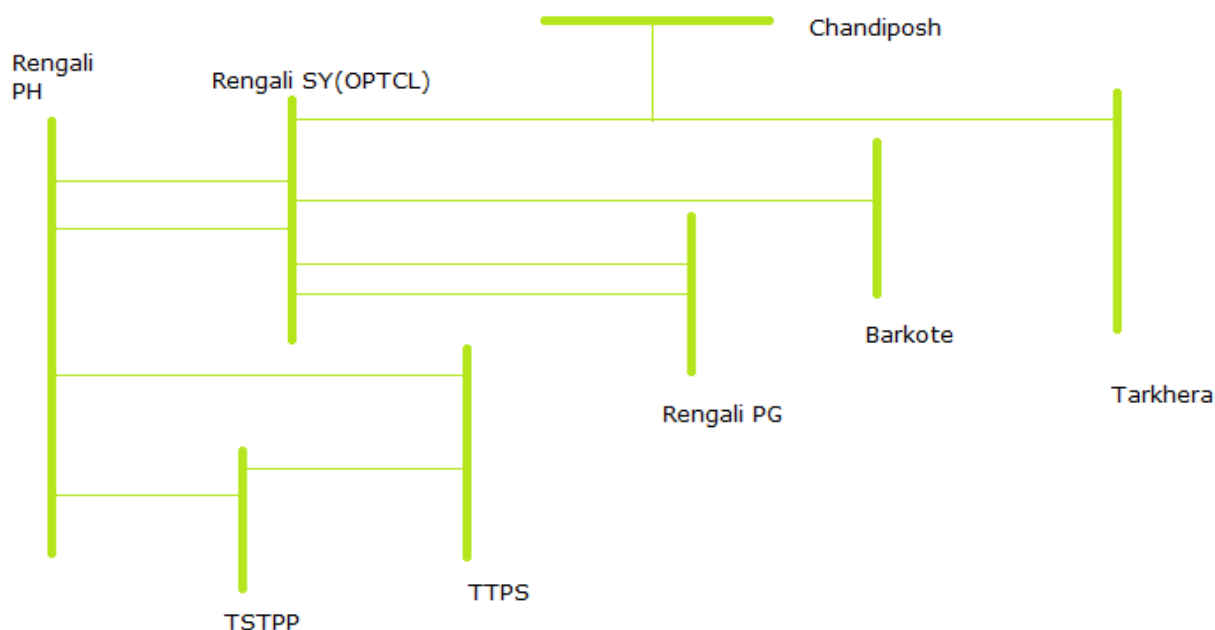 Chandiposh
Rengali
PH
Rengali SY(OPTCL)
Barkote
Tarkhera
Rengali PG
TTPS
TSTPP